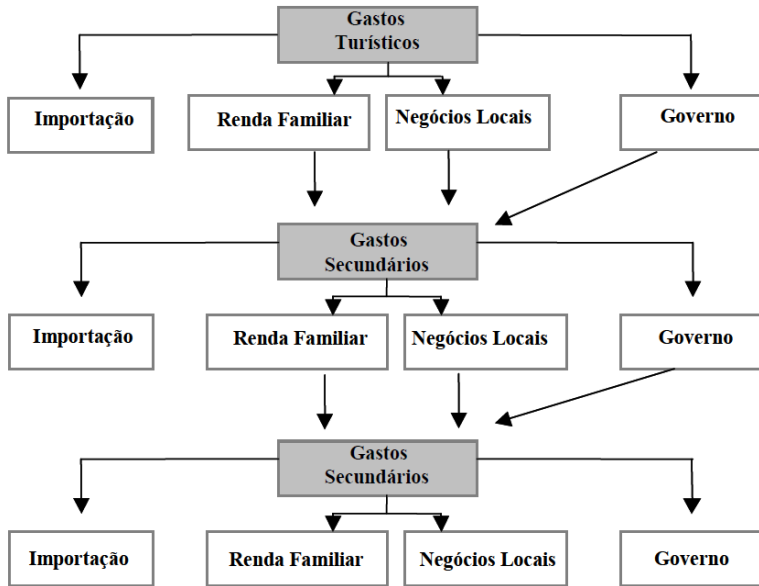 Gastos
Turísticos
Importação
Renda Familiar
Negócios Locais
Governo
Gastos
Secundários
Importação
Renda Familiar
Negócios Locais
Governo
Gastos
Secundários
Importação
Renda Familiar
Negócios Locais
Governo